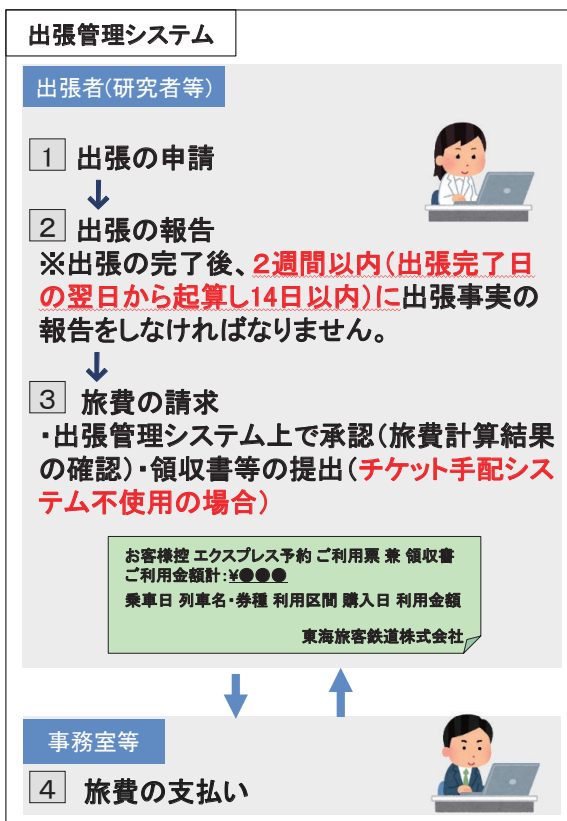 出張管理システム
出張者(研究者等)
1 出張の申請
↓
2 出張の報告
※出張の完了後、2週間以内(出張完了日
の翌日から起算し14日以内)に出張事実の
報告をしなければなりません。
↓
3 旅費の請求
・出張管理システム上で承認(旅費計算結果
の確認)・領収書等の提出(チケット手配シス
テム不使用の場合)
お客様控 エクスプレス予約 ご利用票 兼 領収書
ご利用金額計:¥●●●
乗車日 列車名・券種 利用区間 購入日 利用金額
東海旅客鉄道株式会社
事務室等
4 旅費の支払い